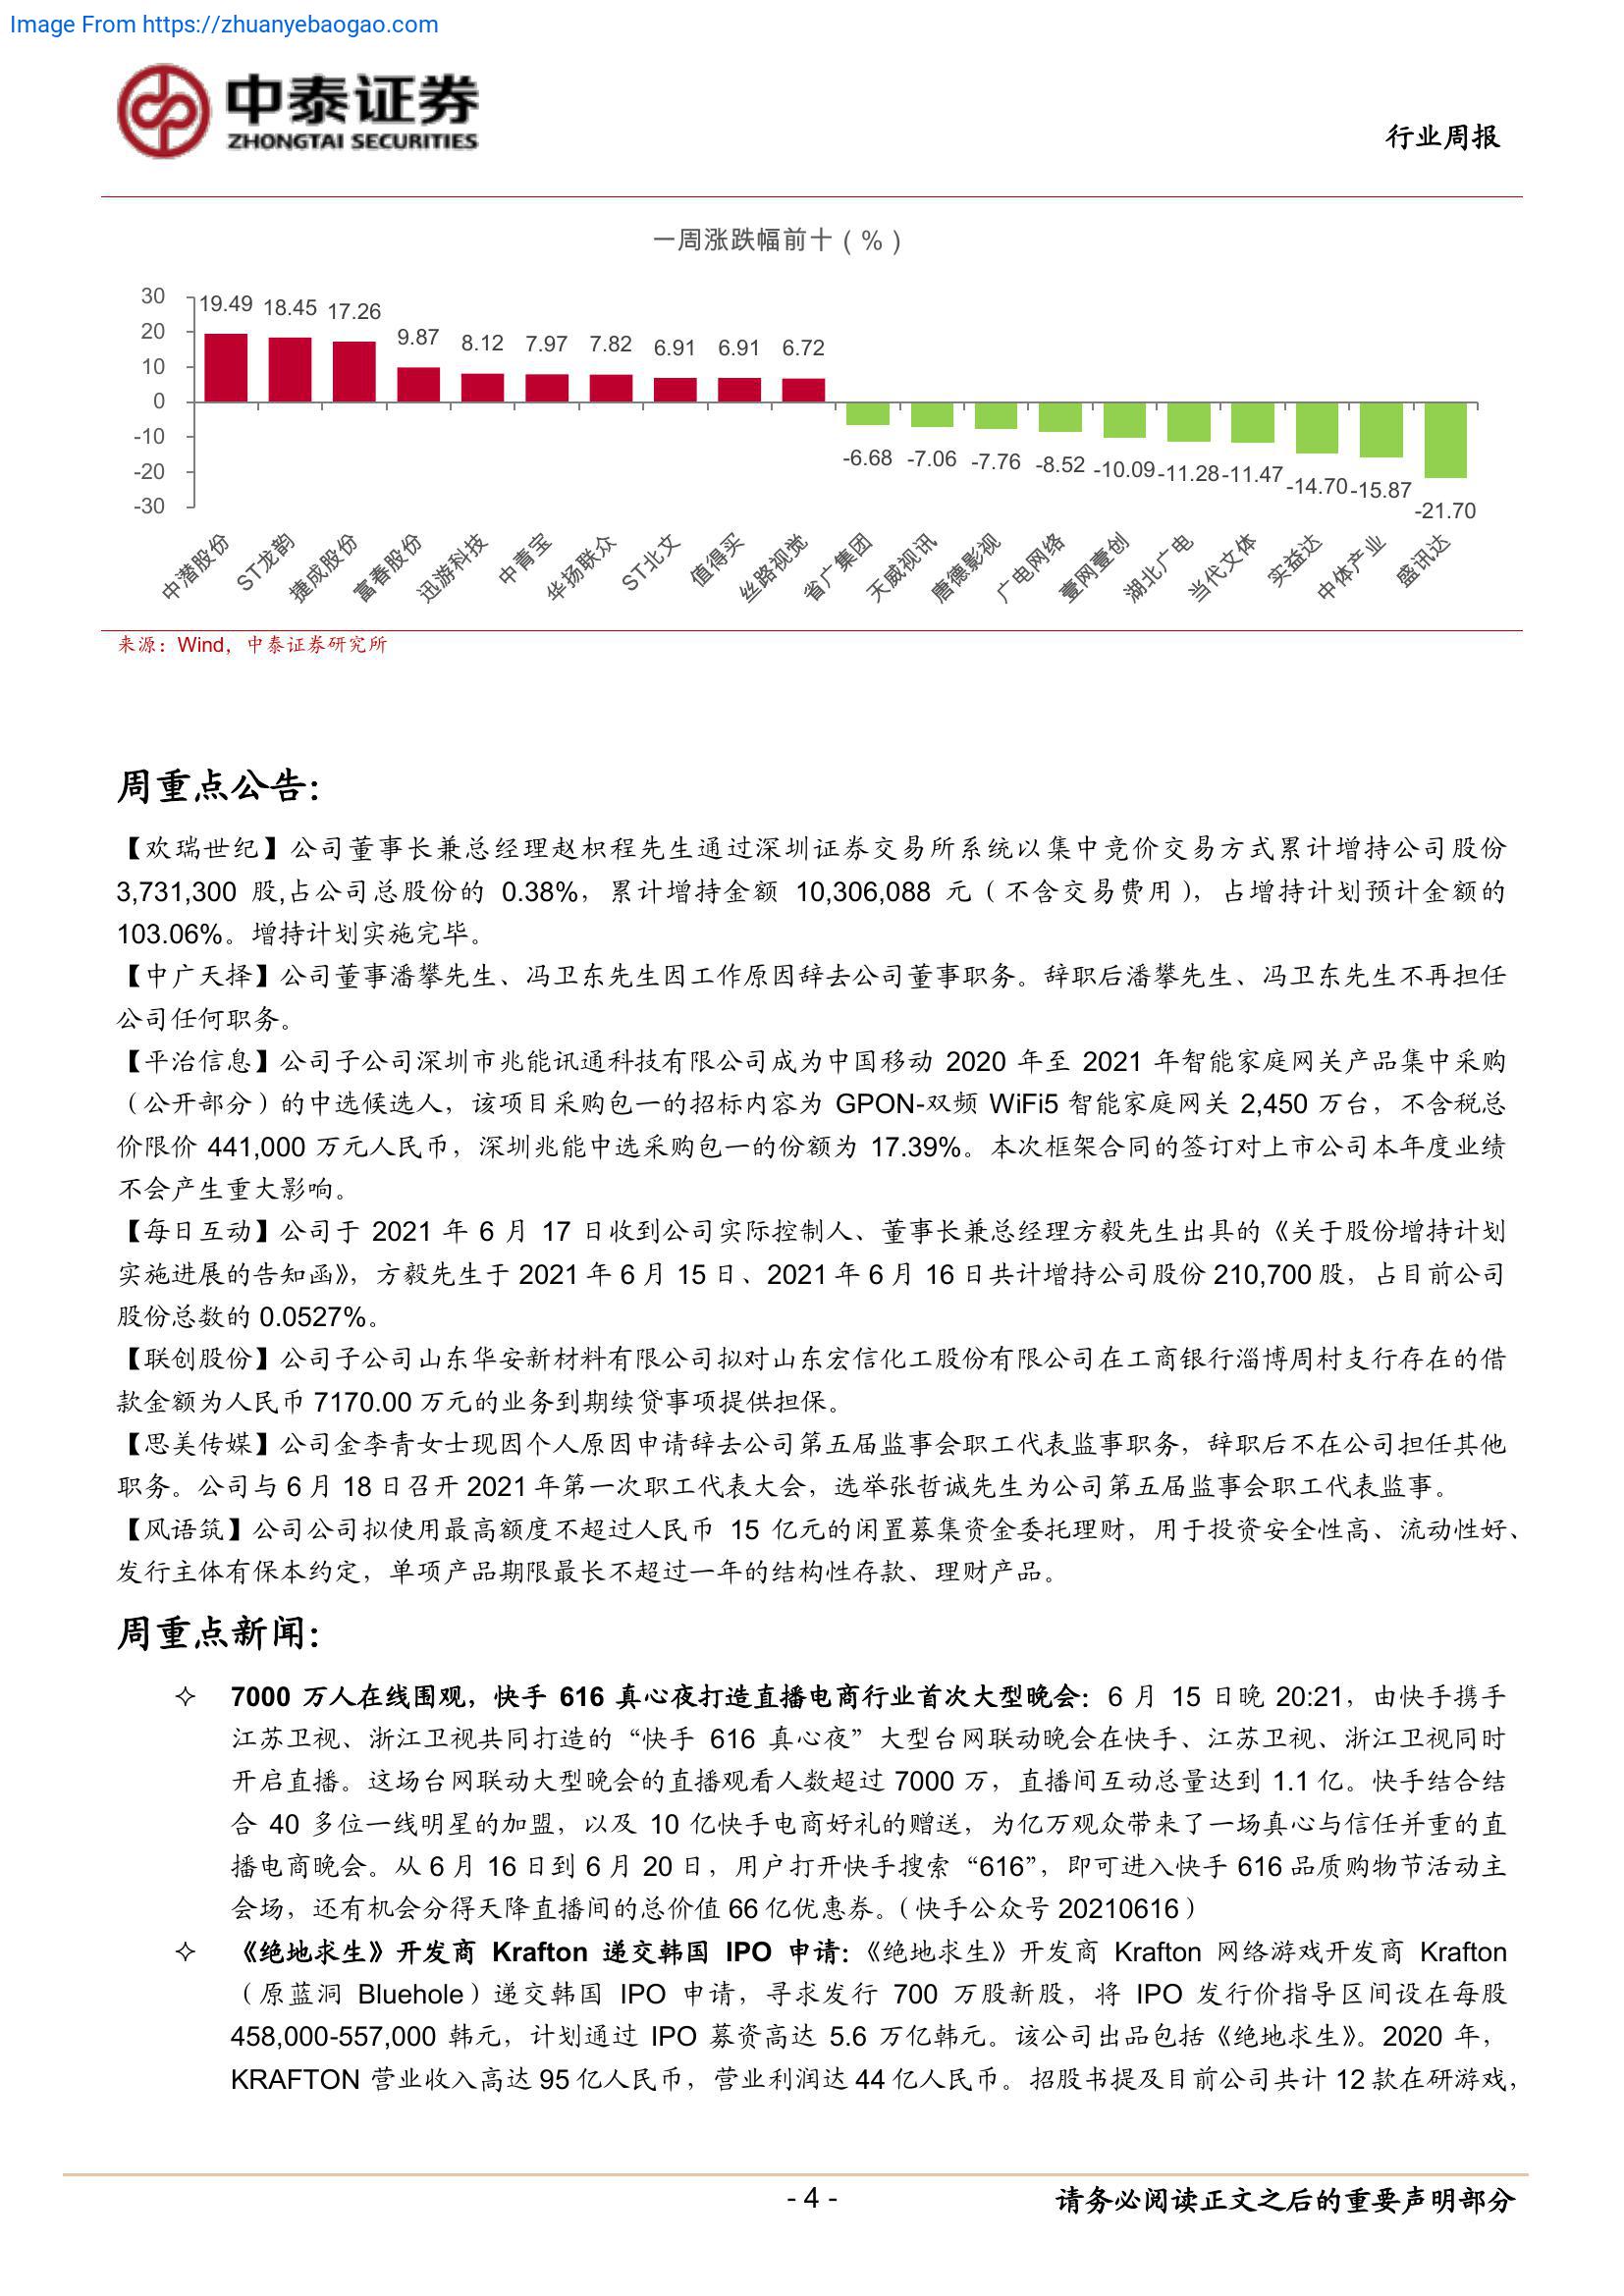 Image From https://zhuanyebaogao.com
中泰证券
ZHONGTAI SECURITIES
行业周报
一周涨跌幅前十（%）
30
20
10
0
-10
-20
-30
19.49 18.45 17.26 9.87 8.12 7.97 7.82 6.91 6.91 6.72
-6.68 -7.06 -7.76 -8.52 -10.09 -11.28 -11.47 -14.70 -15.87 -21.70
中潜股份 ST龙韵 捷成股份 富春股份 迅游科技 中青宝 华扬联众 ST北文 值得买 丝路视觉 省广集团 天威视讯 唐德影视 广电网络 壹网壹创 湖北广电 当代文体 实益达 中体产业 盛讯达
来源：Wind，中泰证券研究所
周重点公告：
【欢瑞世纪】公司董事长兼总经理赵枳程先生通过深圳证券交易所系统以集中竞价交易方式累计增持公司股份
3,731,300 股,占公司总股份的 0.38%，累计增持金额 10,306,088 元（不含交易费用），占增持计划预计金额的
103.06%。增持计划实施完毕。
【中广天择】公司董事潘攀先生、冯卫东先生因工作原因辞去公司董事职务。辞职后潘攀先生、冯卫东先生不再担任
公司任何职务。
【平治信息】公司子公司深圳市兆能讯通科技有限公司成为中国移动 2020 年至 2021 年智能家庭网关产品集中采购
（公开部分）的中选候选人，该项目采购包一的招标内容为 GPON-双频 WiFi5 智能家庭网关 2,450 万台，不含税总
价限价 441,000 万元人民币，深圳兆能中选采购包一的份额为 17.39%。本次框架合同的签订对上市公司本年度业绩
不会产生重大影响。
【每日互动】公司于 2021 年 6 月 17 日收到公司实际控制人、董事长兼总经理方毅先生出具的《关于股份增持计划
实施进展的告知函》，方毅先生于 2021 年 6 月 15 日、2021 年 6 月 16 日共计增持公司股份 210,700 股，占目前公司
股份总数的 0.0527%。
【联创股份】公司子公司山东华安新材料有限公司拟对山东宏信化工股份有限公司在工商银行淄博周村支行存在的借
款金额为人民币 7170.00 万元的业务到期续贷事项提供担保。
【思美传媒】公司金李青女士现因个人原因申请辞去公司第五届监事会职工代表监事职务，辞职后不在公司担任其他
职务。公司与 6 月 18 日召开 2021 年第一次职工代表大会，选举张哲诚先生为公司第五届监事会职工代表监事。
【风语筑】公司公司拟使用最高额度不超过人民币 15 亿元的闲置募集资金委托理财，用于投资安全性高、流动性好、
发行主体有保本约定，单项产品期限最长不超过一年的结构性存款、理财产品。
周重点新闻：
✧ 7000 万人在线围观，快手 616 真心夜打造直播电商行业首次大型晚会：6 月 15 日晚 20:21，由快手携手
江苏卫视、浙江卫视共同打造的“快手 616 真心夜”大型台网联动晚会在快手、江苏卫视、浙江卫视同时
开启直播。这场台网联动大型晚会的直播观看人数超过 7000 万，直播间互动总量达到 1.1 亿。快手结合结
合 40 多位一线明星的加盟，以及 10 亿快手电商好礼的赠送，为亿万观众带来了一场真心与信任并重的直
播电商晚会。从 6 月 16 日到 6 月 20 日，用户打开快手搜索“616”，即可进入快手 616 品质购物节活动主
会场，还有机会分得天降直播间的总价值 66 亿优惠券。（快手公众号 20210616）
✧ 《绝地求生》开发商 Krafton 递交韩国 IPO 申请：《绝地求生》开发商 Krafton 网络游戏开发商 Krafton
（原蓝洞 Bluehole）递交韩国 IPO 申请，寻求发行 700 万股新股，将 IPO 发行价指导区间设在每股
458,000-557,000 韩元，计划通过 IPO 募资高达 5.6 万亿韩元。该公司出品包括《绝地求生》。2020 年，
KRAFTON 营业收入高达 95 亿人民币，营业利润达 44 亿人民币。招股书提及目前公司共计 12 款在研游戏，
- 4 -
请务必阅读正文之后的重要声明部分